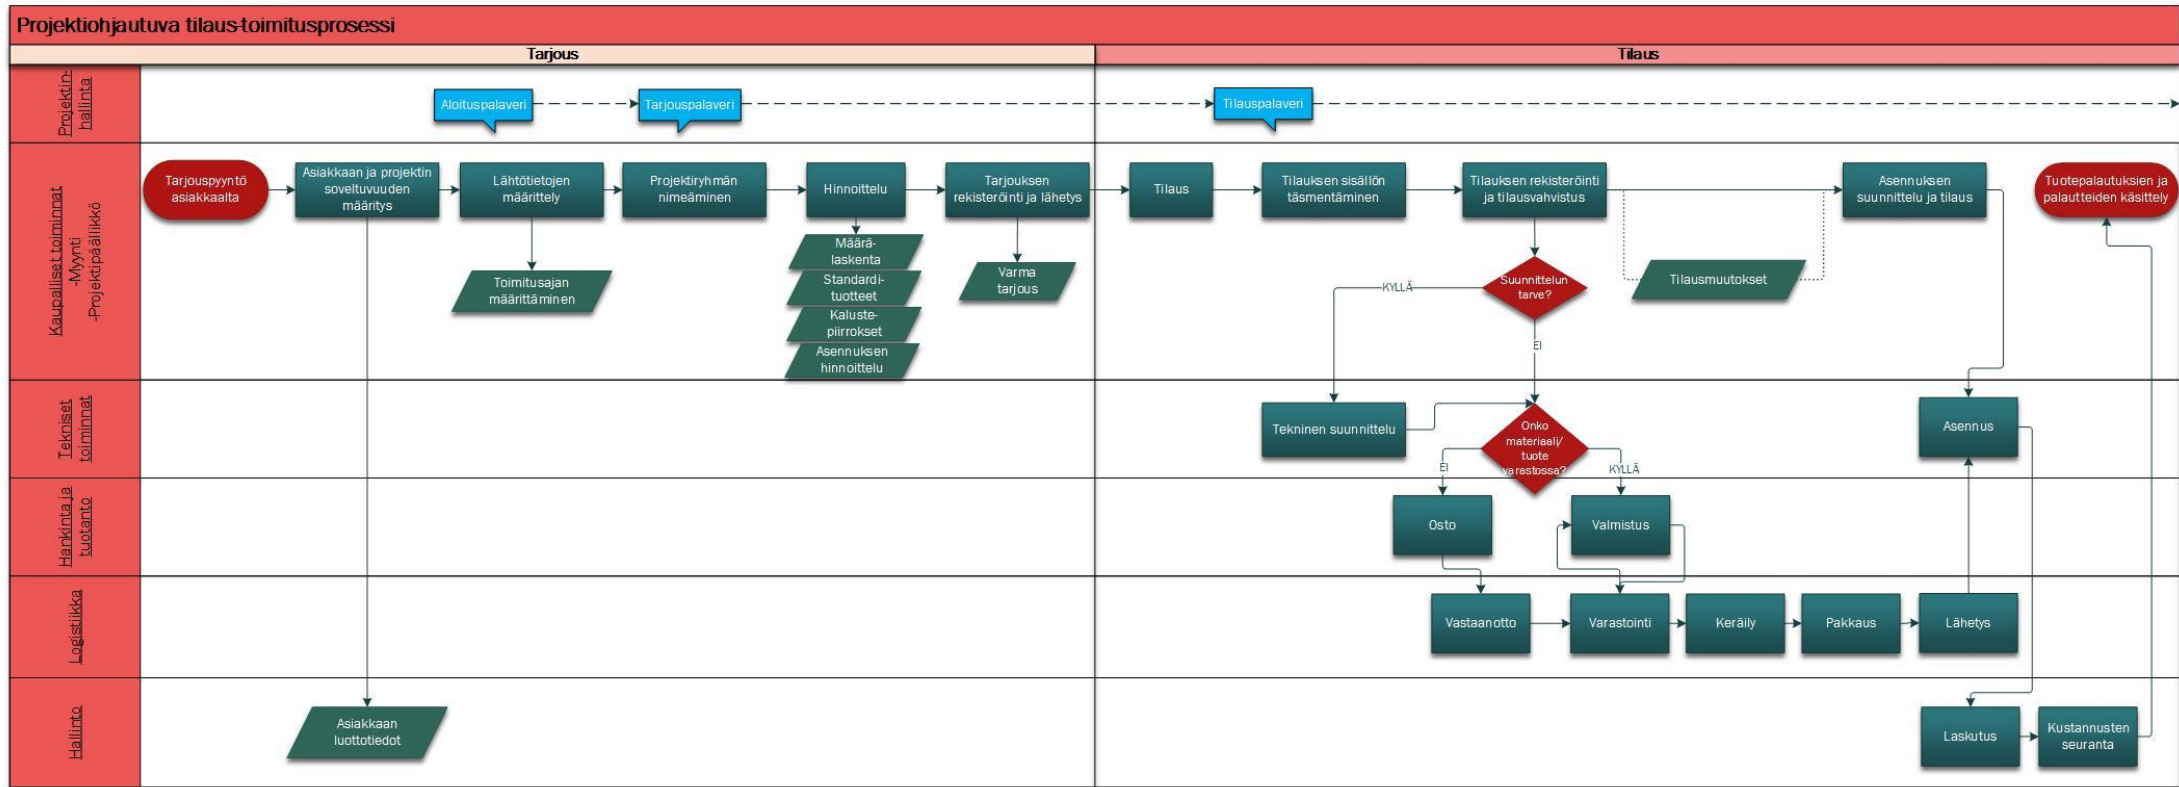 Projektiohjautuva tilaus-toimitusprosessi
Tarjous
Tilaus
Projektin-
hallinta
Aloituspalaveri
Tarjouspalaveri
Tilauspalaveri
Kaupalliset toiminnat
-Myynti
-Projektipäällikkö
Tarjouspyyntö
asiakkaalta
Asiakkaan ja projektin
soveltuvuuden
määritys
Lähtötietojen
määrittely
Projektiryhmän
nimeäminen
Hinnoittelu
Tarjouksen
rekisteröinti ja lähetys
Tilaus
Tilauksen sisällön
täsmentäminen
Tilauksen rekisteröinti
ja tilausvahvistus
Asennuksen
suunnittelu ja tilaus
Tuotepalautuksien ja
palautteiden käsittely
Toimitusajan
määrittäminen
Määrä-
laskenta
Standardi-
tuotteet
Kaluste-
piirrokset
Asennuksen
hinnoittelu
Varma
tarjous
KYLLÄ
Suunnittelun
tarve?
Tilausmuutokset
EI
Tekniset
toiminnat
Tekninen suunnittelu
Onko
materiaali/
tuote
varastossa?
Asennus
EI
KYLLÄ
Hankinta ja
tuotanto
Osto
Valmistus
Logistiikka
Vastaanotto
Varastointi
Keräily
Pakkaus
Lähetys
Hallinto
Asiakkaan
luottotiedot
Laskutus
Kustannusten
seuranta